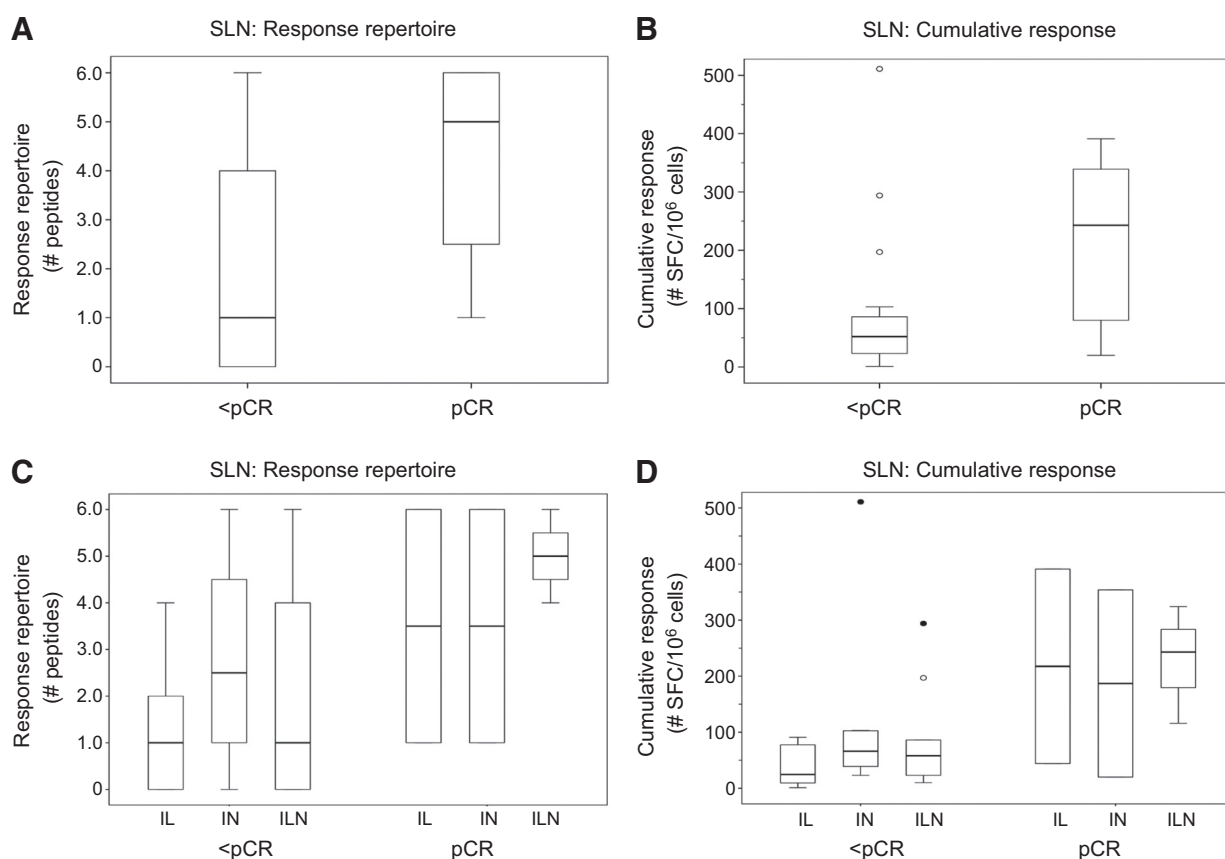 A
SLN: Response repertoire
Response repertoire
(# peptides)
6.0
5.0
4.0
3.0
2.0
1.0
0
<pCR
pCR
B
SLN: Cumulative response
Cumulative response
(# SFC/10⁶ cells)
500
400
300
200
100
0
<pCR
pCR
C
SLN: Response repertoire
Response repertoire
(# peptides)
6.0
5.0
4.0
3.0
2.0
1.0
0
IL IN ILN IL IN ILN
<pCR pCR
D
SLN: Cumulative response
Cumulative response
(# SFC/10⁶ cells)
500
400
300
200
100
0
IL IN ILN IL IN ILN
<pCR pCR